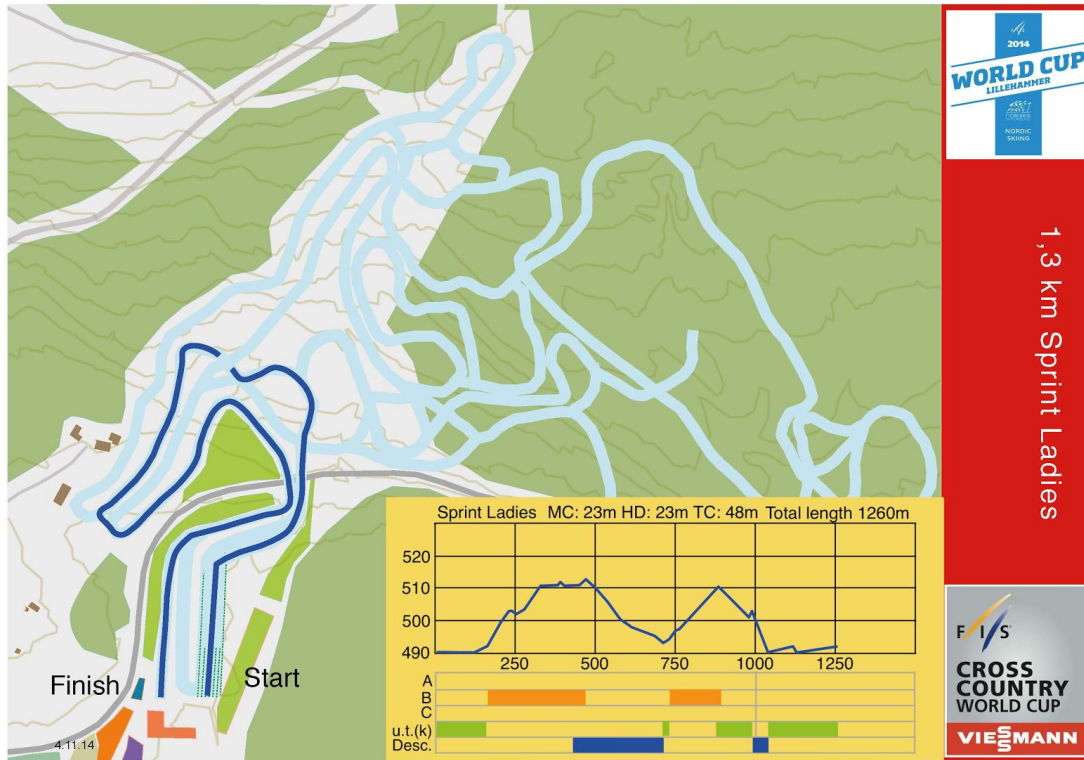 2014
WORLD CUP
LILLEHAMMER
NORDIC
SKIING
1,3 km Sprint Ladies
Sprint Ladies MC: 23m HD: 23m TC: 48m Total length 1260m
520
510
500
490
250 500 750 1000 1250
A
B
C
u.t.(k)
Desc.
Finish
Start
4.11.14
F I S
CROSS
COUNTRY
WORLD CUP
VIESSMANN